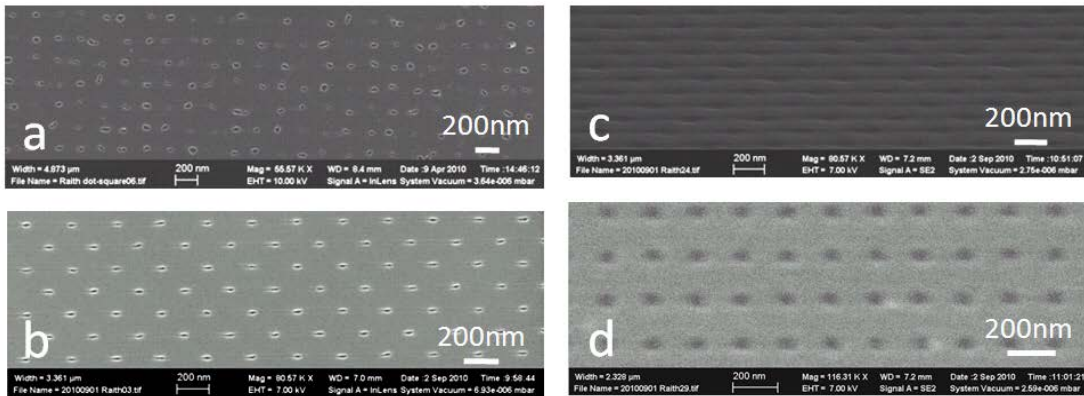 a
200nm
Width = 4.873 µm 200 nm Mag = 55.57 K X WD = 8.4 mm Date :9 Apr 2010 Time :14:46:12
File Name = Raith dot-square06.tif EHT = 10.00 kV Signal A = InLens System Vacuum = 3.64e-006 mbar
c
200nm
Width = 3.361 µm 200 nm Mag = 80.57 K X WD = 7.2 mm Date :2 Sep 2010 Time :10:51:07
File Name = 20100901 Raith24.tif EHT = 7.00 kV Signal A = SE2 System Vacuum = 2.75e-006 mbar
b
200nm
Width = 3.361 µm 200 nm Mag = 80.57 K X WD = 7.0 mm Date :2 Sep 2010 Time :9:58:44
File Name = 20100901 Raith03.tif EHT = 7.00 kV Signal A = InLens System Vacuum = 6.93e-006 mbar
d
200nm
Width = 2.328 µm 200 nm Mag = 116.31 K X WD = 7.2 mm Date :2 Sep 2010 Time :11:01:21
File Name = 20100901 Raith29.tif EHT = 7.00 kV Signal A = SE2 System Vacuum = 2.59e-006 mbar